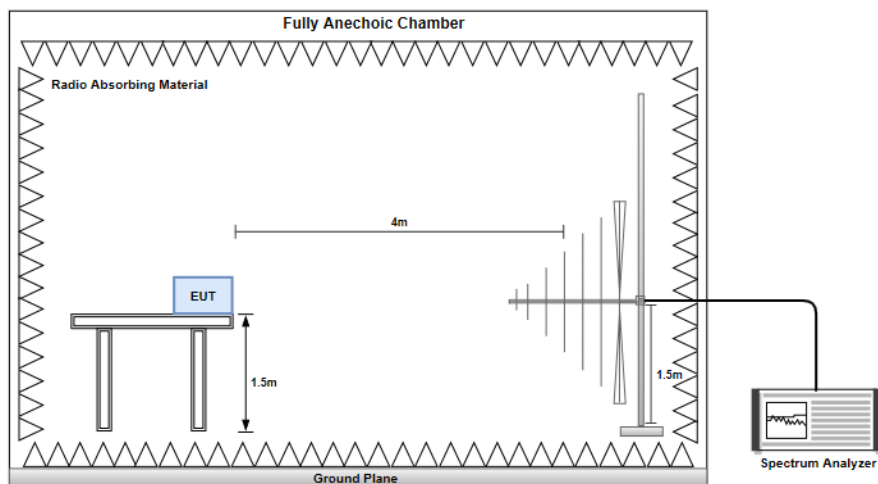 Fully Anechoic Chamber
Radio Absorbing Material
4m
EUT
1.5m
1.5m
Spectrum Analyzer
Ground Plane